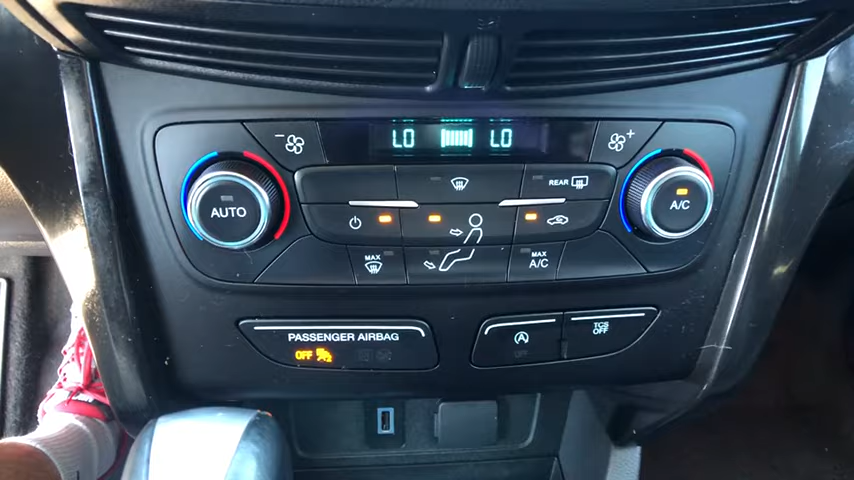 LO LO
REAR
AUTO
A/C
MAX
MAX
A/C
PASSENGER AIRBAG
OFF
A
TCS
OFF